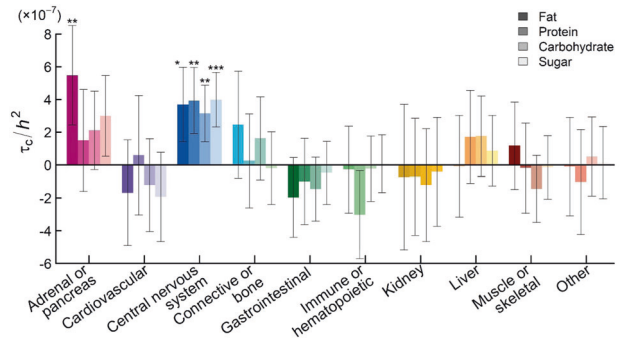 (×10⁻⁷)
Fat
Protein
Carbohydrate
Sugar
8
6
4
2
0
-2
-4
-6
τc/h²
**
*
**
**
***
Adrenal or
pancreas
Cardiovascular
Central nervous
system
Connective or
bone
Gastrointestinal
Immune or
hematopoietic
Kidney
Liver
Muscle or
skeletal
Other